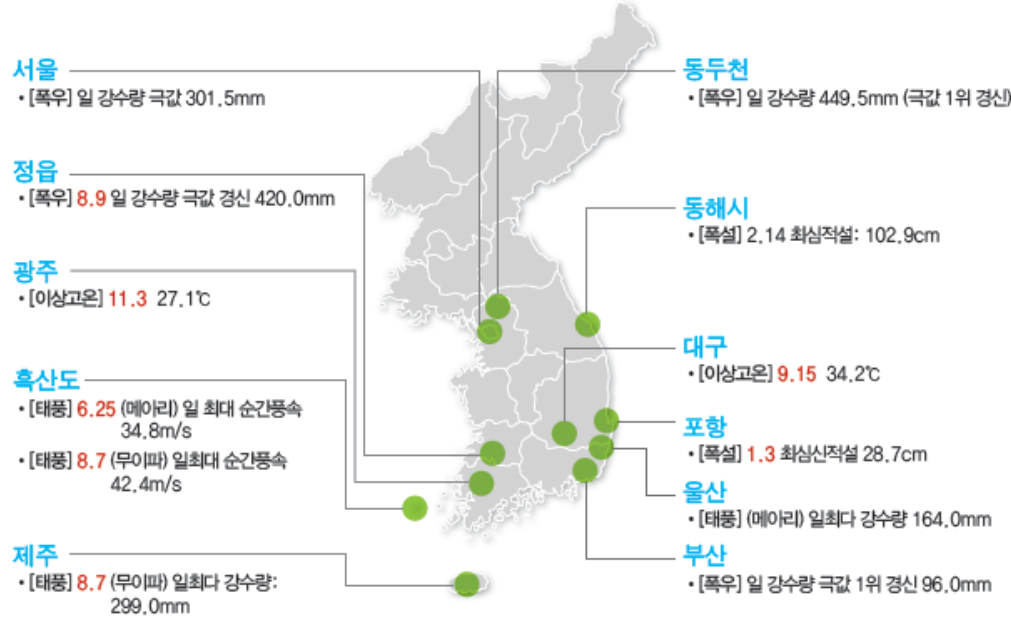 서울
• [폭우] 일 강수량 극값 301.5mm
정읍
• [폭우] 8.9 일 강수량 극값 경신 420.0mm
광주
• [이상고온] 11.3 27.1℃
흑산도
• [태풍] 6.25 (메아리) 일 최대 순간풍속
34.8m/s
• [태풍] 8.7 (무이파) 일최대 순간풍속
42.4m/s
제주
• [태풍] 8.7 (무이파) 일최다 강수량:
299.0mm
동두천
• [폭우] 일 강수량 449.5mm (극값 1위 경신)
동해시
• [폭설] 2.14 최심적설: 102.9cm
대구
• [이상고온] 9.15 34.2℃
포항
• [폭설] 1.3 최심신적설 28.7cm
울산
• [태풍] (메아리) 일최다 강수량 164.0mm
부산
• [폭우] 일 강수량 극값 1위 경신 96.0mm